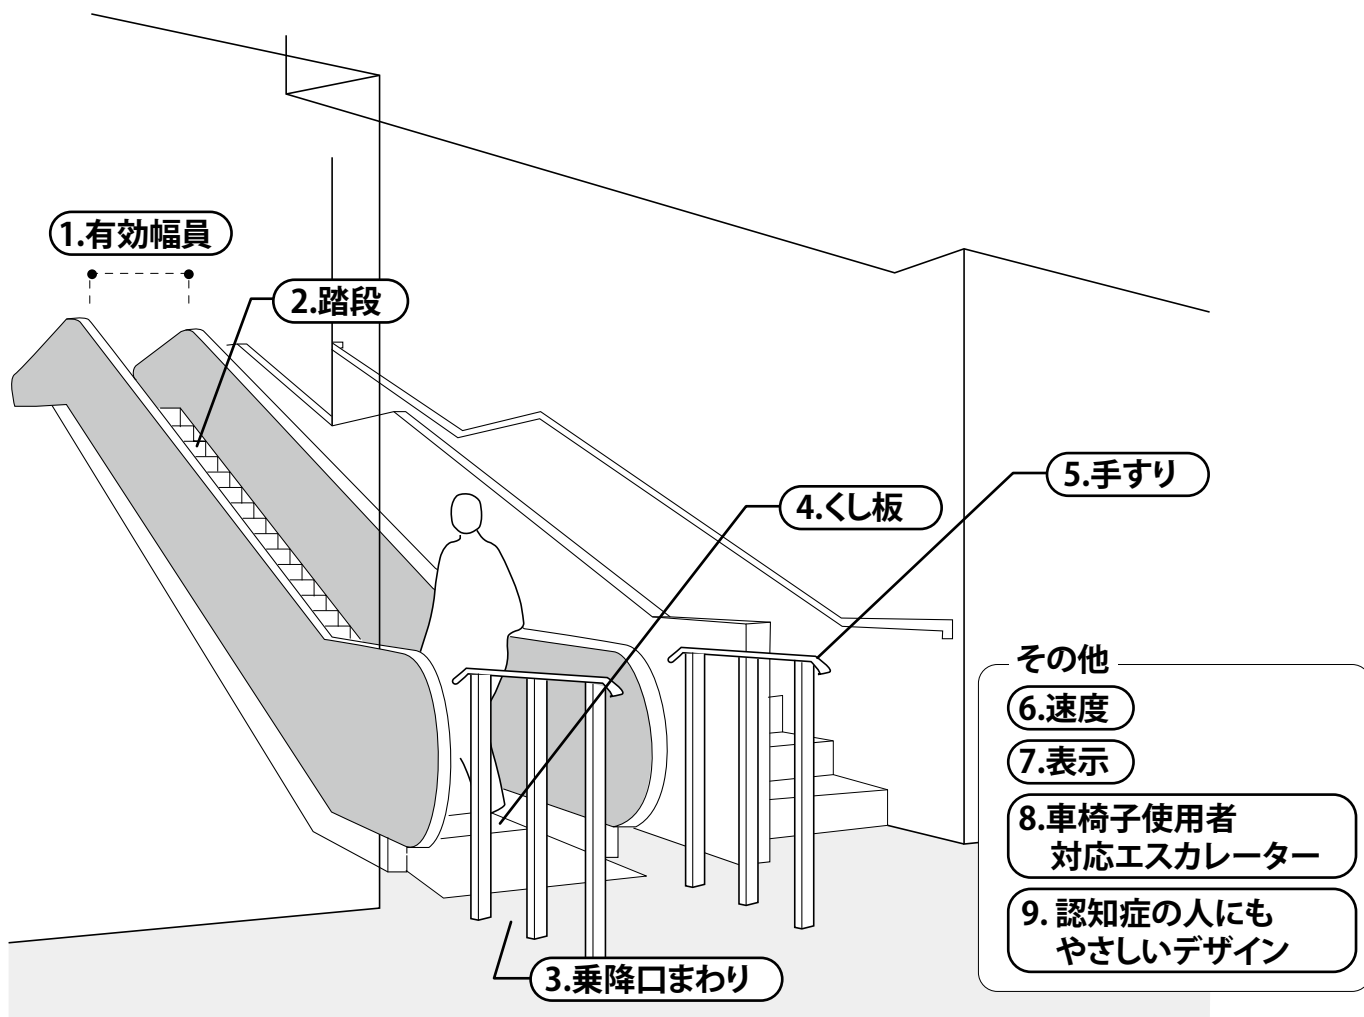 1.有効幅員
2.踏段
5.手すり
4.くし板
その他
6.速度
7.表示
8.車椅子使用者
対応エスカレーター
9. 認知症の人にも
やさしいデザイン
3.乗降口まわり